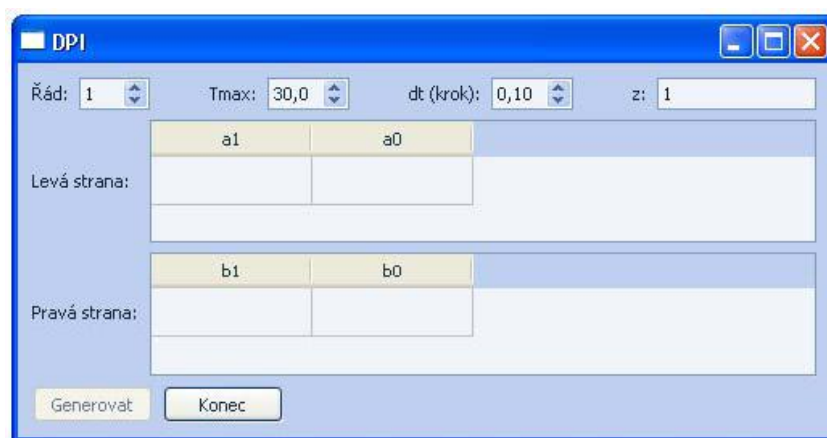 DPI
Řád: 1 Tmax: 30,0 dt (krok): 0,10 z: 1
a1 a0
Levá strana:
b1 b0
Pravá strana:
Generovat Konec